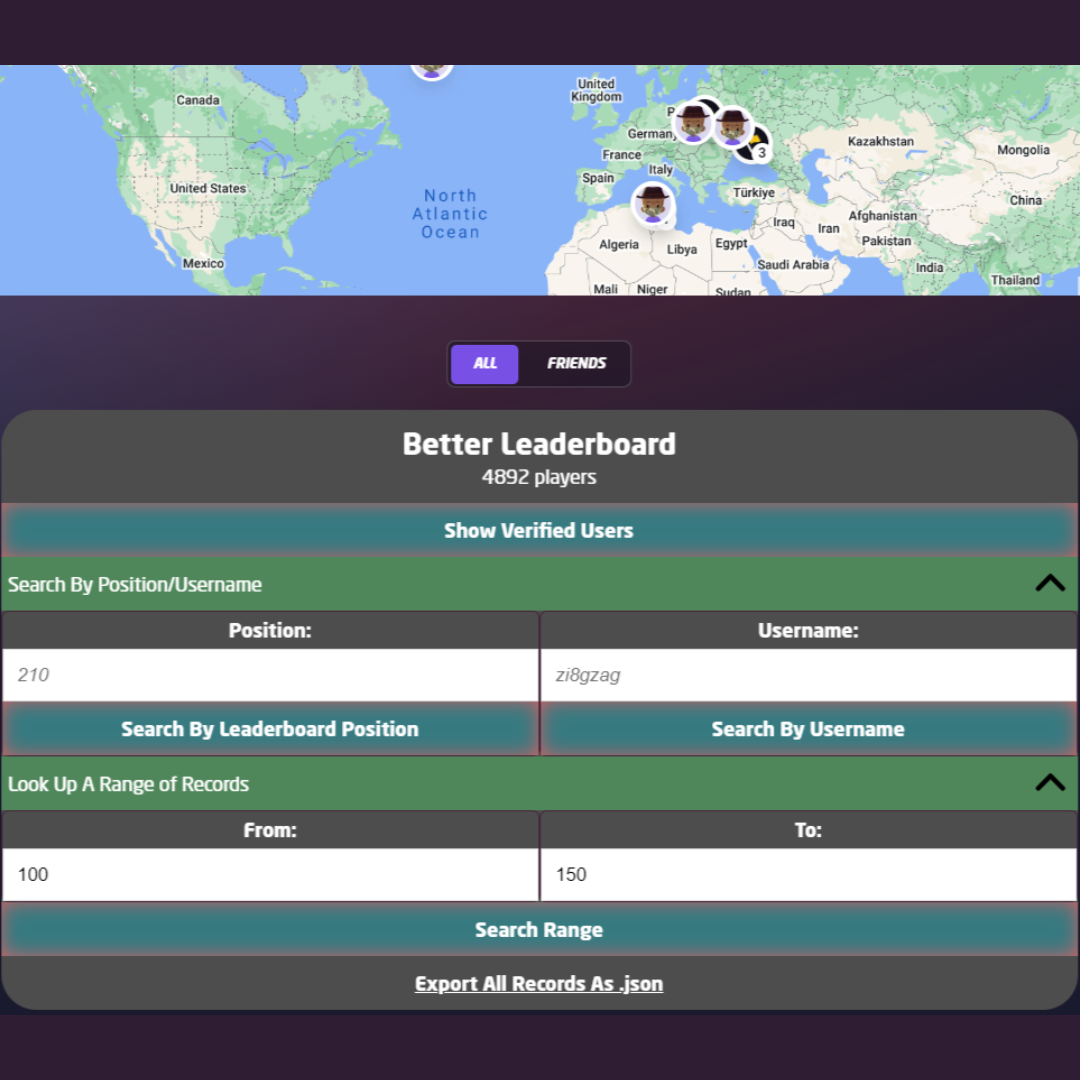 Canada
United
Kingdom
P
Germany
Kazakhstan
Mongolia
France
Italy
Spain
3
United States
North
Atlantic
Ocean
Türkiye
China
Afghanistan
Iraq
Iran
Pakistan
Algeria
Libya
Egypt
Mexico
Saudi Arabia
India
Thailand
Mali
Niger
Sudan
ALL
FRIENDS
Better Leaderboard
4892 players
Show Verified Users
Search By Position/Username
Position:
Username:
210
zi8gzag
Search By Leaderboard Position
Search By Username
Look Up A Range of Records
From:
To:
100
150
Search Range
Export All Records As .json